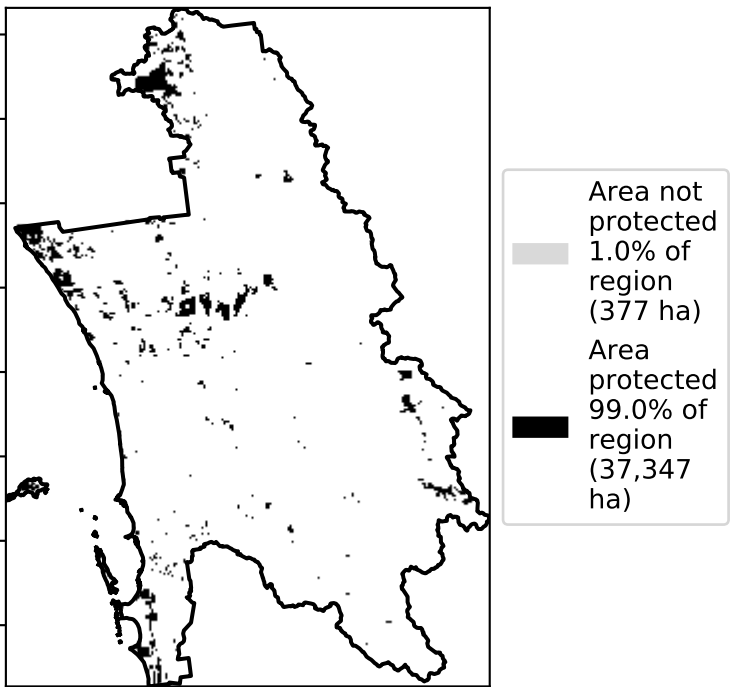 Area not
protected
1.0% of
region
(377 ha)
Area
protected
99.0% of
region
(37,347
ha)